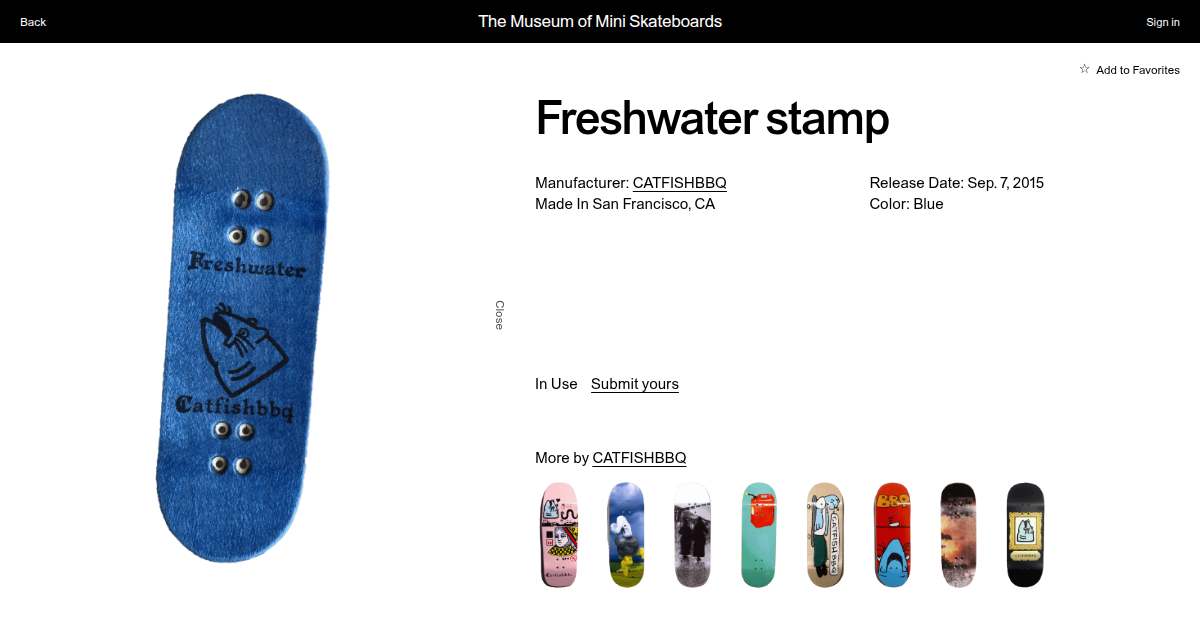 Back
The Museum of Mini Skateboards
Sign in
☆ Add to Favorites
Freshwater
Catfishbbq
Close
Freshwater stamp
Manufacturer: CATFISHBBQ
Made In San Francisco, CA
Release Date: Sep. 7, 2015
Color: Blue
In Use Submit yours
More by CATFISHBBQ
CATFISH BBQ
BBQ